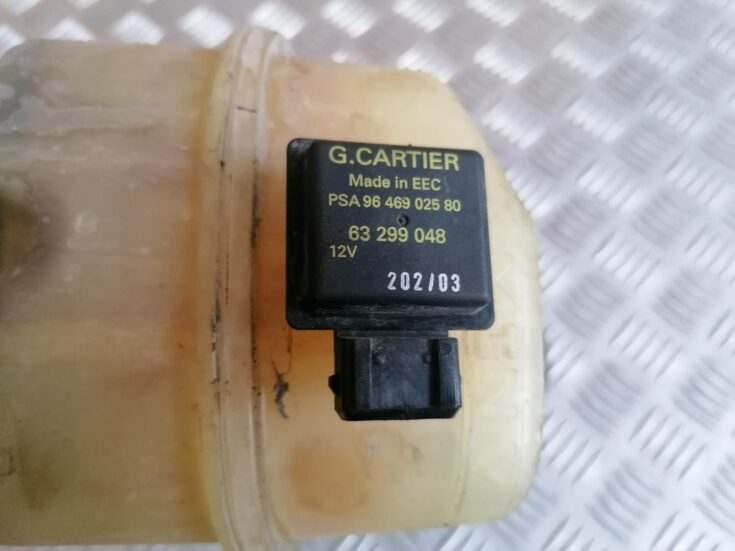 G.CARTIER
Made in EEC
PSA 96 469 025 80
63 299 048
12V
202/03